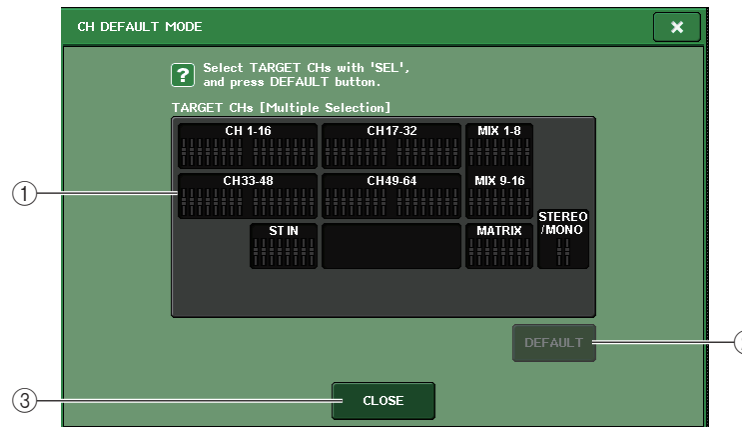 CH DEFAULT MODE
Select TARGET CHs with 'SEL',
and press DEFAULT button.
TARGET CHs [Multiple Selection]
CH 1-16 CH17-32 MIX 1-8
CH33-48 CH49-64 MIX 9-16
1
STEREO
/MONO
ST IN MATRIX
DEFAULT
3 CLOSE